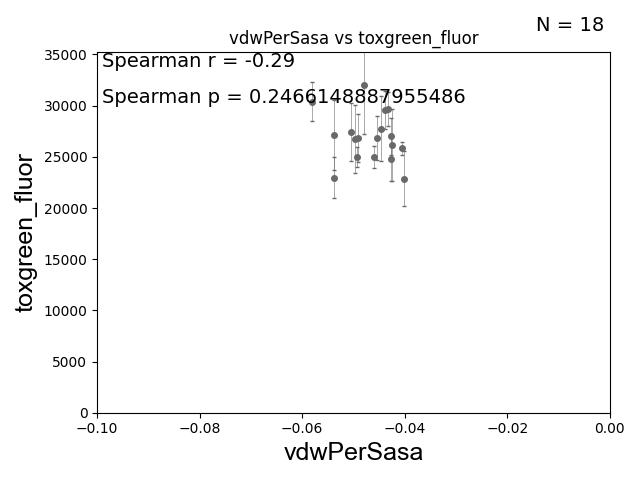 N = 18
vdwPerSasa vs toxgreen_fluor
Spearman r = -0.29
Spearman p = 0.2466148887955486
toxgreen_fluor
35000
30000
25000
20000
15000
10000
5000
0
−0.10
−0.08
−0.06
−0.04
−0.02
0.00
vdwPerSasa